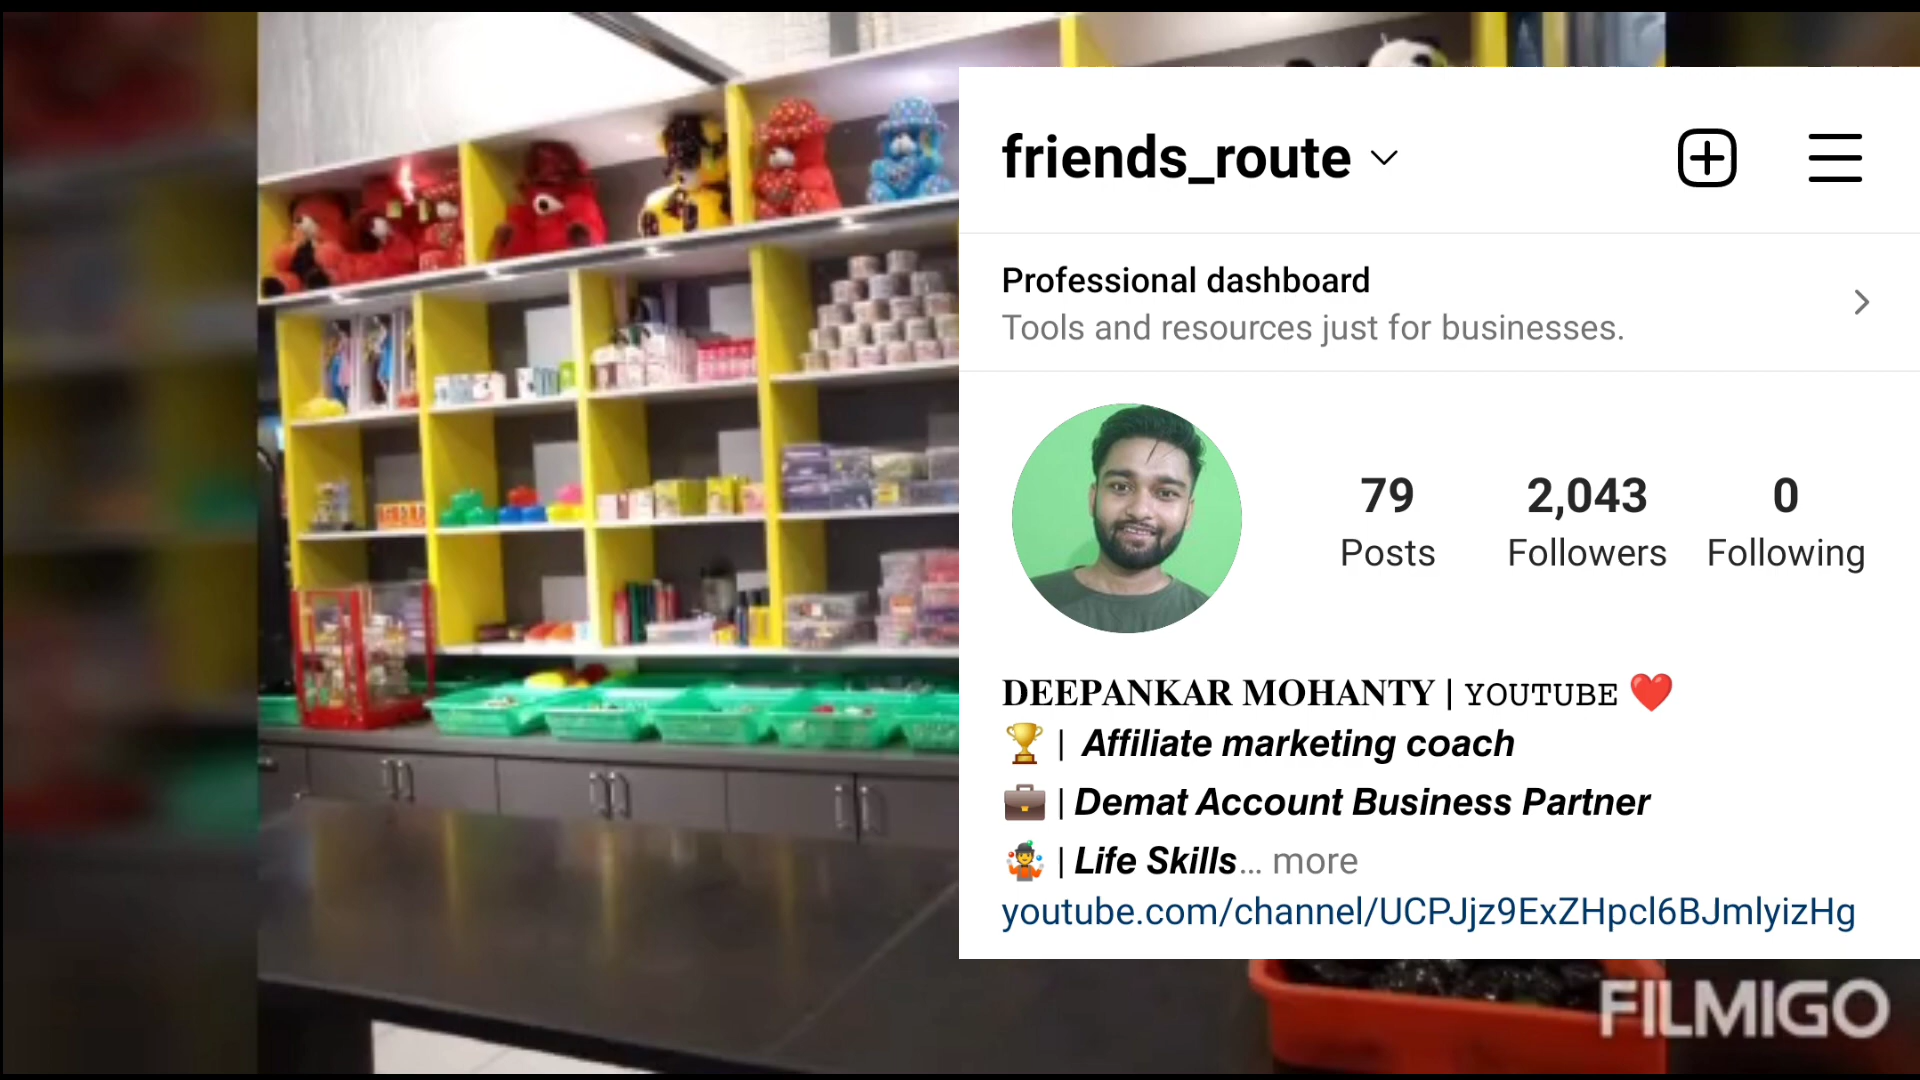 friends_route
Professional dashboard
Tools and resources just for businesses.
79 2,043 0
Posts Followers Following
DEEPANKAR MOHANTY | YOUTUBE ❤️
🏆 | Affiliate marketing coach
💼 | Demat Account Business Partner
🤹 | Life Skills... more
youtube.com/channel/UCPJjz9ExZHpcl6BJmlyizHg
FILMIGO